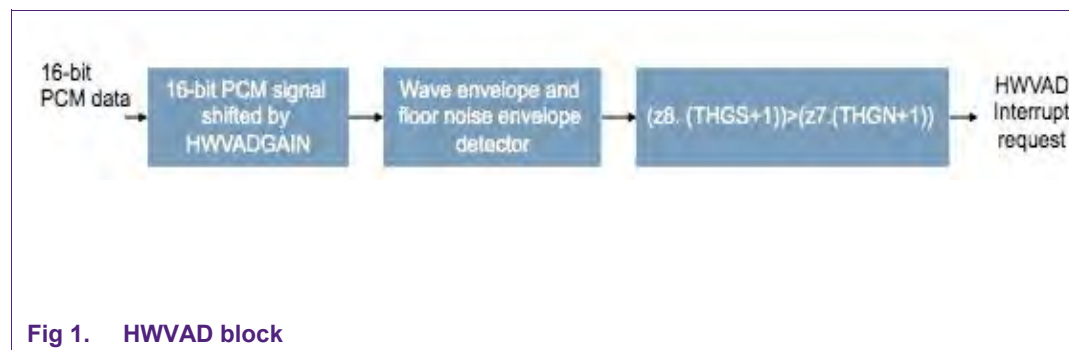 16-bit
PCM data
16-bit PCM signal
shifted by
HWVADGAIN
Wave envelope and
floor noise envelope
detector
(z8. (THGS+1))>(z7.(THGN+1))
HWVAD
Interrupt
request
Fig 1. HWVAD block